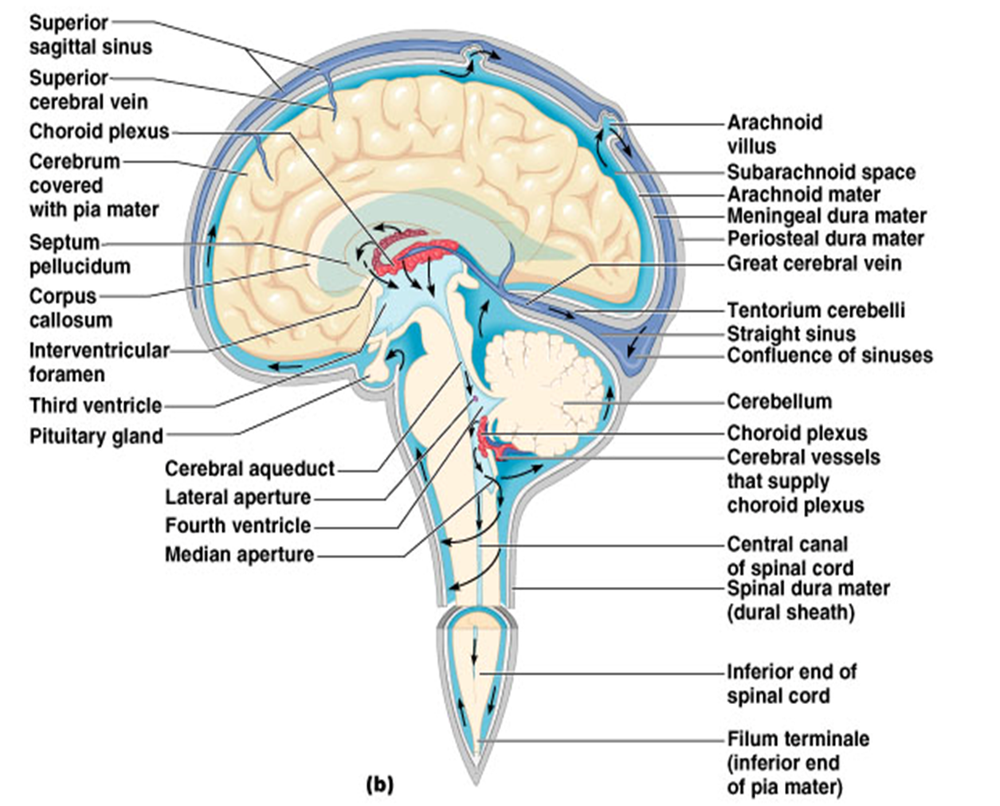 Superior
sagittal sinus
Superior
cerebral vein
Choroid plexus
Cerebrum
covered
with pia mater
Septum
pellucidum
Corpus
callosum
Interventricular
foramen
Third ventricle
Pituitary gland
Cerebral aqueduct
Lateral aperture
Fourth ventricle
Median aperture
Arachnoid
villus
Subarachnoid space
Arachnoid mater
Meningeal dura mater
Periosteal dura mater
Great cerebral vein
Tentorium cerebelli
Straight sinus
Confluence of sinuses
Cerebellum
Choroid plexus
Cerebral vessels
that supply
choroid plexus
Central canal
of spinal cord
Spinal dura mater
(dural sheath)
Inferior end of
spinal cord
Filum terminale
(inferior end
of pia mater)
(b)